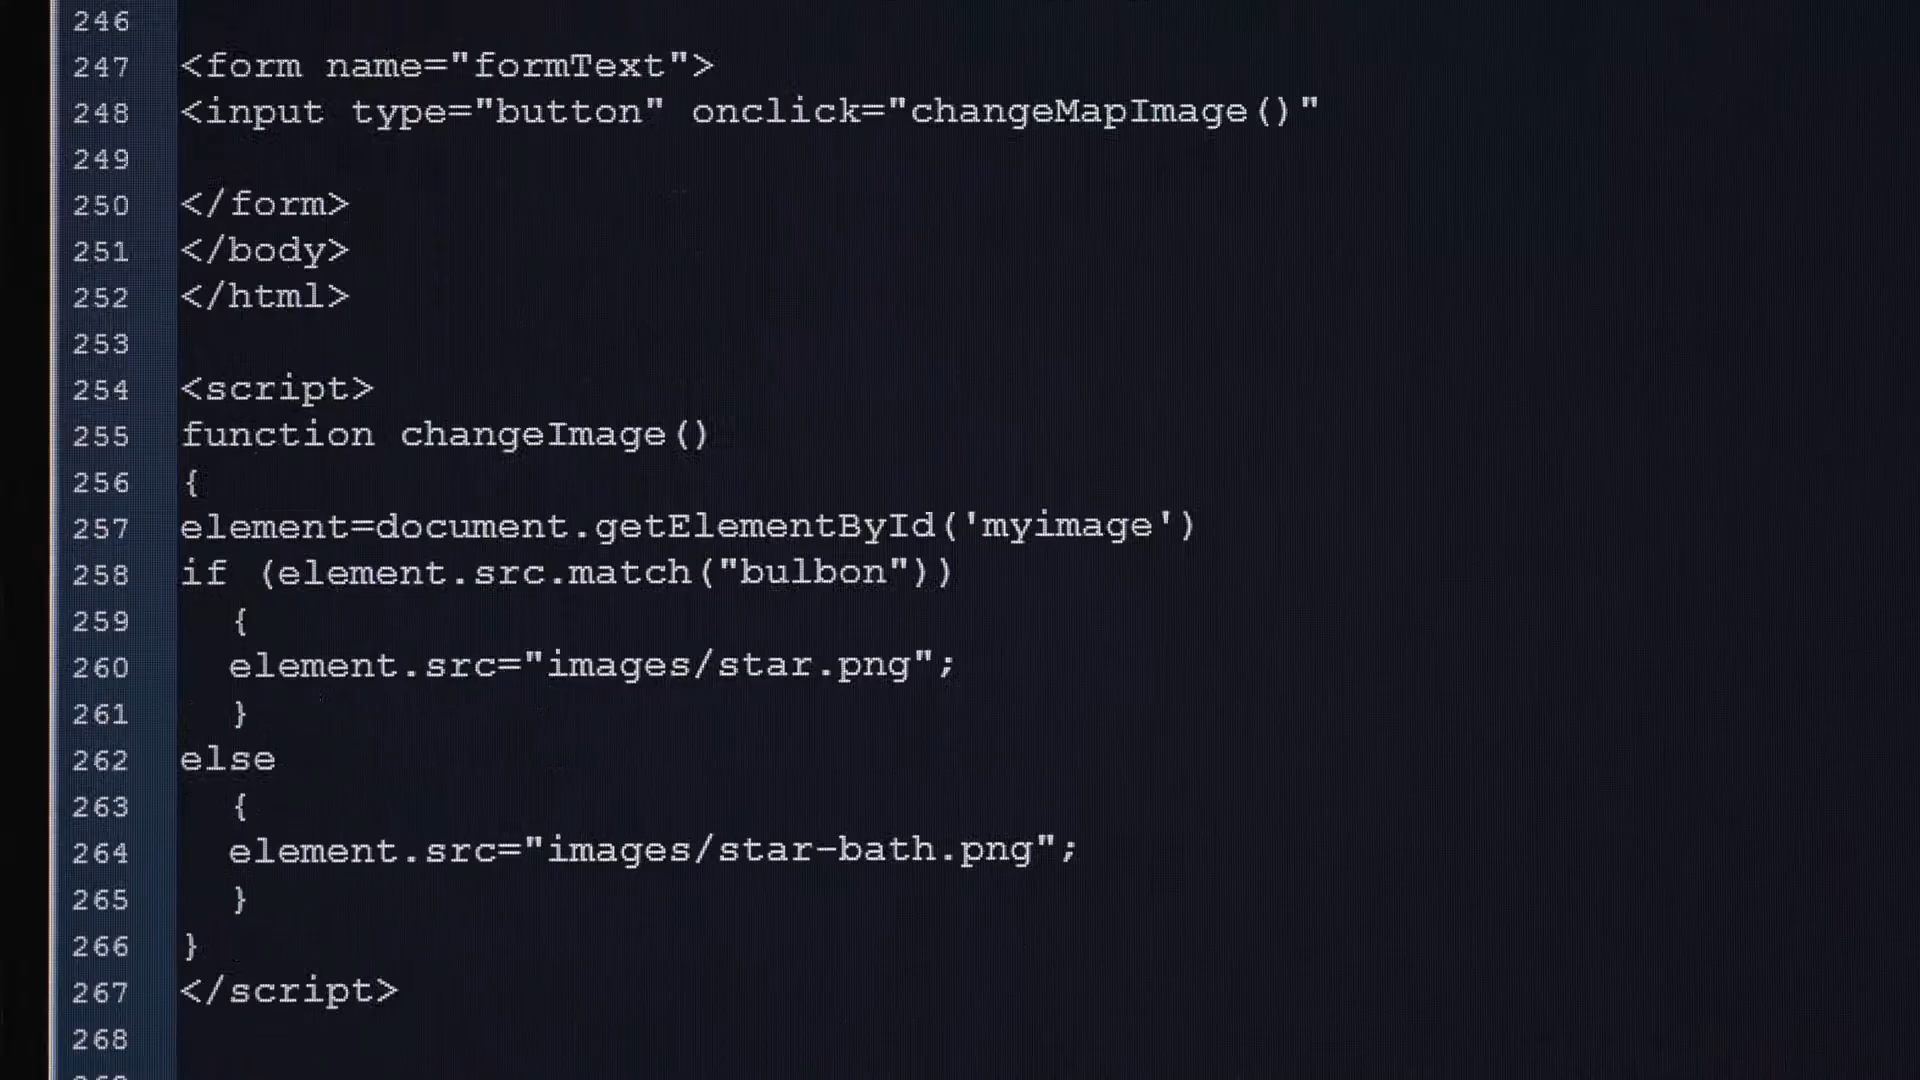 246
247 <form name="formText">
248 <input type="button" onclick="changeMapImage()"
249
250 </form>
251 </body>
252 </html>
253
254 <script>
255 function changeImage()
256 {
257 element=document.getElementById('myimage')
258 if (element.src.match("bulbon"))
259 {
260 element.src="images/star.png";
261 }
262 else
263 {
264 element.src="images/star-bath.png";
265 }
266 }
267 </script>
268